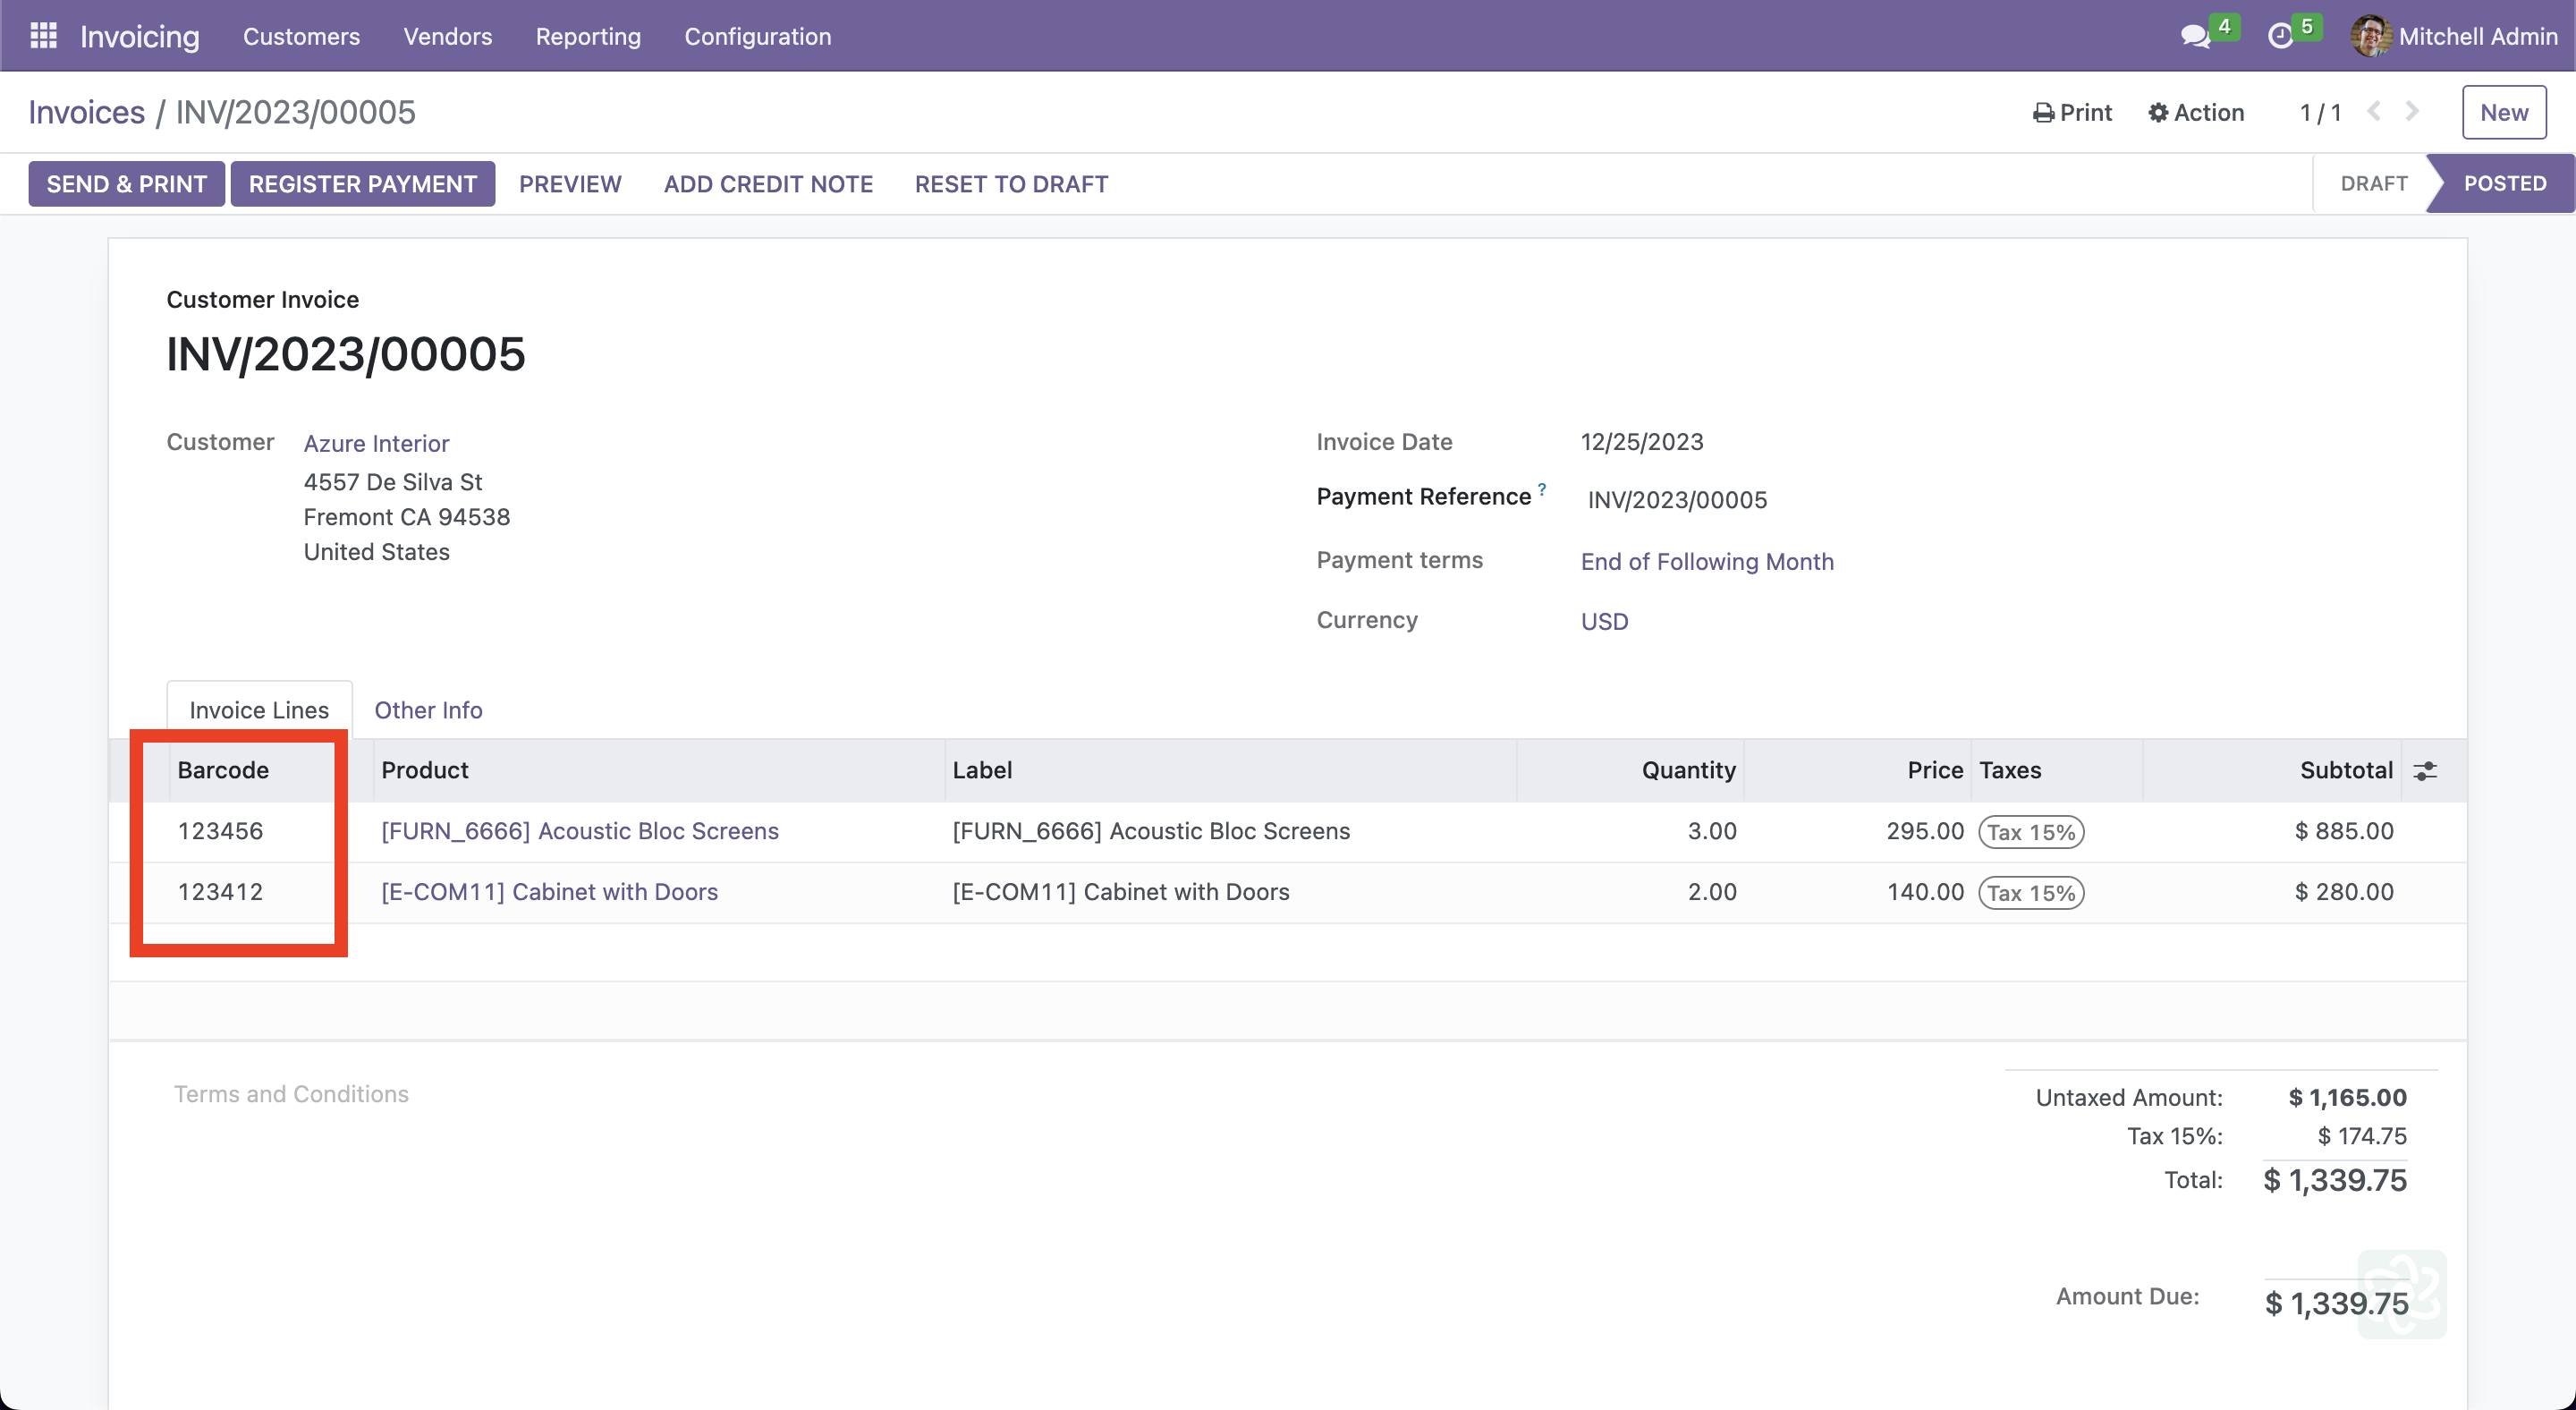 Invoicing Customers Vendors Reporting Configuration 4 5 Mitchell Admin
Invoices / INV/2023/00005 Print Action 1 / 1 New
SEND & PRINT REGISTER PAYMENT PREVIEW ADD CREDIT NOTE RESET TO DRAFT DRAFT POSTED
Customer Invoice
INV/2023/00005
Customer Azure Interior
4557 De Silva St
Fremont CA 94538
United States
Invoice Date 12/25/2023
Payment Reference ? INV/2023/00005
Payment terms End of Following Month
Currency USD
Invoice Lines Other Info
Barcode Product Label Quantity Price Taxes Subtotal
123456 [FURN_6666] Acoustic Bloc Screens [FURN_6666] Acoustic Bloc Screens 3.00 295.00 Tax 15% $ 885.00
123412 [E-COM11] Cabinet with Doors [E-COM11] Cabinet with Doors 2.00 140.00 Tax 15% $ 280.00
Terms and Conditions
Untaxed Amount: $ 1,165.00
Tax 15%: $ 174.75
Total: $ 1,339.75
Amount Due: $ 1,339.75